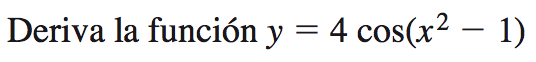 Deriva la función y = 4 cos(x² − 1)